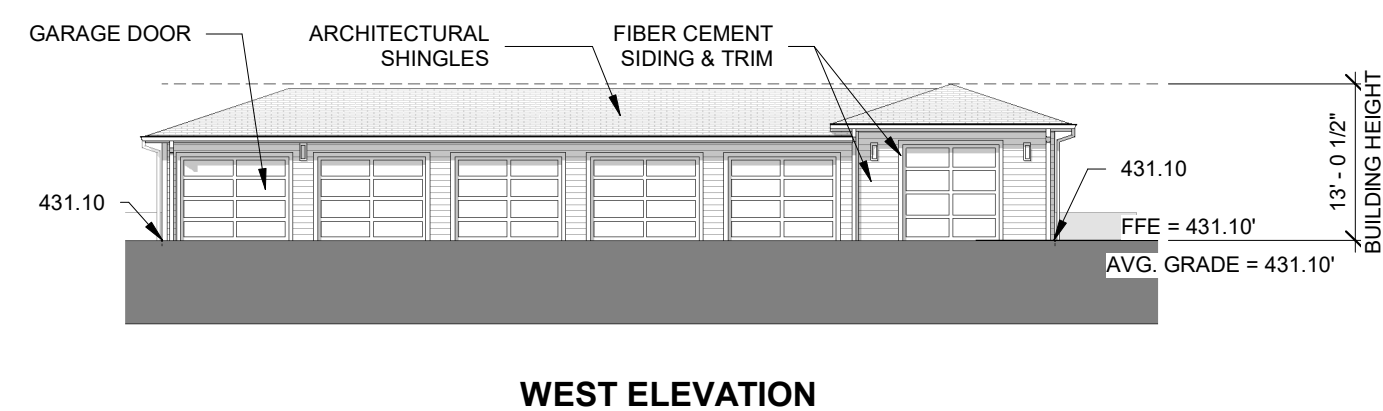 GARAGE DOOR
ARCHITECTURAL
SHINGLES
FIBER CEMENT
SIDING & TRIM
431.10
431.10
FFE = 431.10'
AVG. GRADE = 431.10'
13' - 0 1/2"
BUILDING HEIGHT
WEST ELEVATION